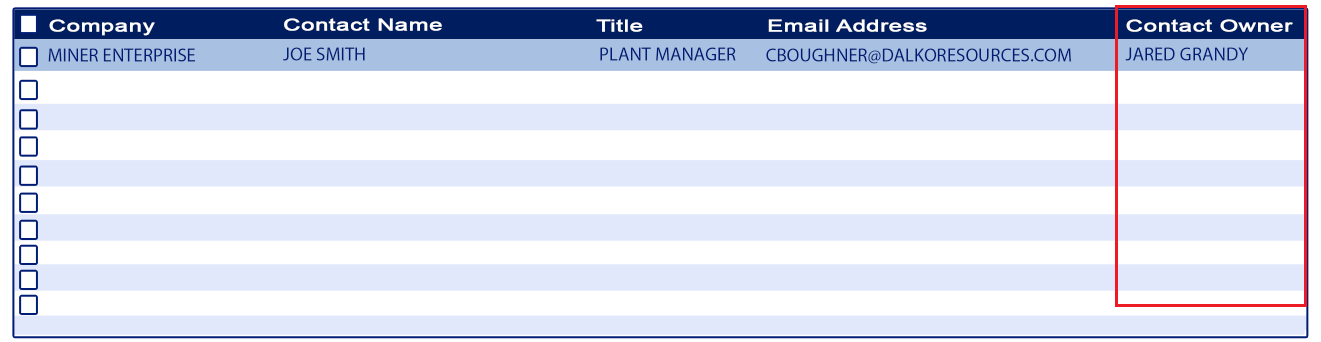 Company Contact Name Title Email Address Contact Owner
MINER ENTERPRISE JOE SMITH PLANT MANAGER CBOUGHNER@DALKORESOURCES.COM JARED GRANDY